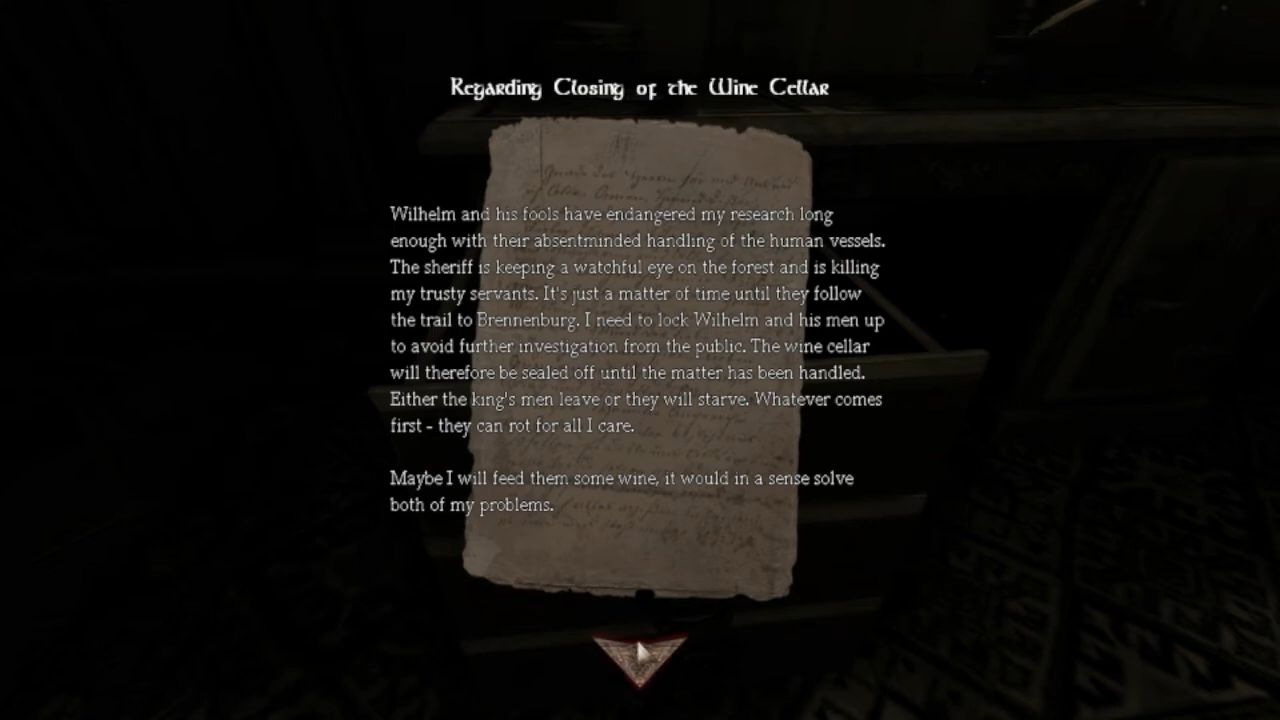 Regarding Closing of the Wine Cellar
Wilhelm and his fools have endangered my research long
enough with their absentminded handling of the human vessels.
The sheriff is keeping a watchful eye on the forest and is killing
my trusty servants. It's just a matter of time until they follow
the trail to Brennenburg. I need to lock Wilhelm and his men up
to avoid further investigation from the public. The wine cellar
will therefore be sealed off until the matter has been handled.
Either the king's men leave or they will starve. Whatever comes
first - they can rot for all I care.
Maybe I will feed them some wine, it would in a sense solve
both of my problems.